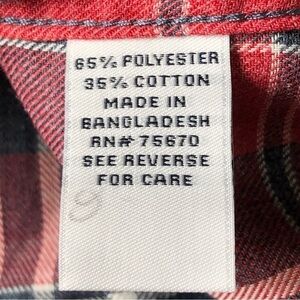 65% POLYESTER
35% COTTON
MADE IN
BANGLADESH
RN# 75670
SEE REVERSE
FOR CARE